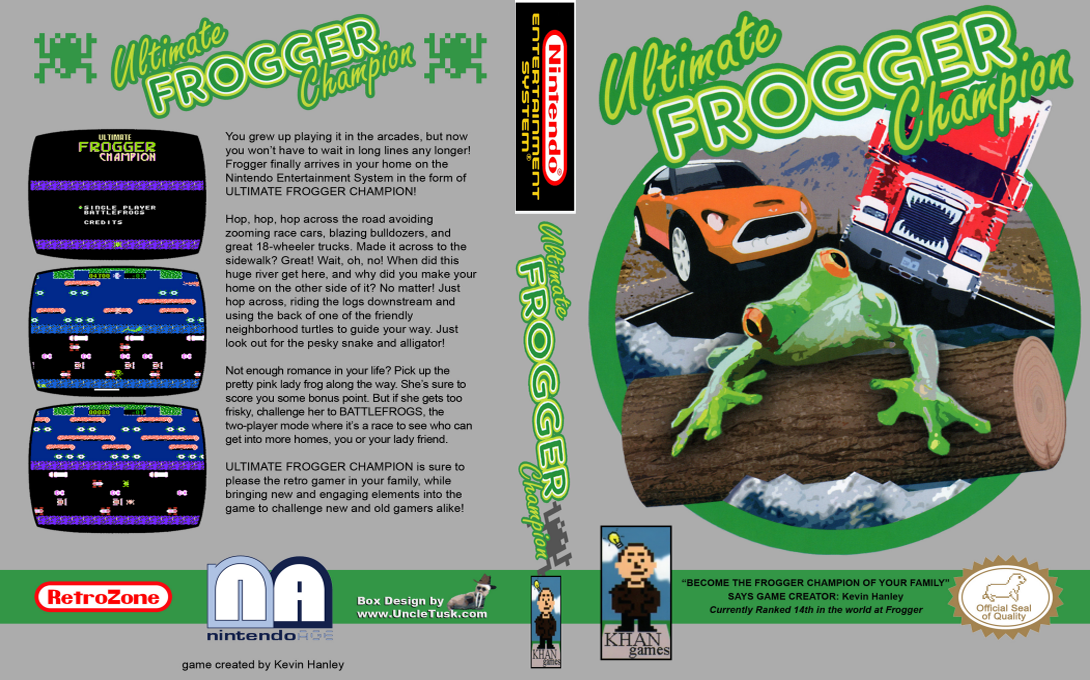 Ultimate
FROGGER
Champion
ULTIMATE
FROGGER
CHAMPION
SINGLE PLAYER
BATTLEFROGS
CREDITS
You grew up playing it in the arcades, but now
you won't have to wait in long lines any longer!
Frogger finally arrives in your home on the
Nintendo Entertainment System in the form of
ULTIMATE FROGGER CHAMPION!
Hop, hop, hop across the road avoiding
zooming race cars, blazing bulldozers, and
great 18-wheeler trucks. Made it across to the
sidewalk? Great! Wait, oh, no! When did this
huge river get here, and why did you make your
home on the other side of it? No matter! Just
hop across, riding the logs downstream and
using the back of one of the friendly
neighborhood turtles to guide your way. Just
look out for the pesky snake and alligator!
Not enough romance in your life? Pick up the
pretty pink lady frog along the way. She's sure to
score you some bonus point. But if she gets too
frisky, challenge her to BATTLEFROGS, the
two-player mode where it's a race to see who can
get into more homes, you or your lady friend.
ULTIMATE FROGGER CHAMPION is sure to
please the retro gamer in your family, while
bringing new and engaging elements into the
game to challenge new and old gamers alike!
RetroZone
na
nintendoAGE
Box Design by
www.UncleTusk.com
game created by Kevin Hanley
Nintendo®
ENTERTAINMENT
SYSTEM®
Ultimate
FROGGER
Champion
KHAN
games
Ultimate
FROGGER
Champion
KHAN
games
"BECOME THE FROGGER CHAMPION OF YOUR FAMILY"
SAYS GAME CREATOR: Kevin Hanley
Currently Ranked 14th in the world at Frogger
Official Seal
of Quality